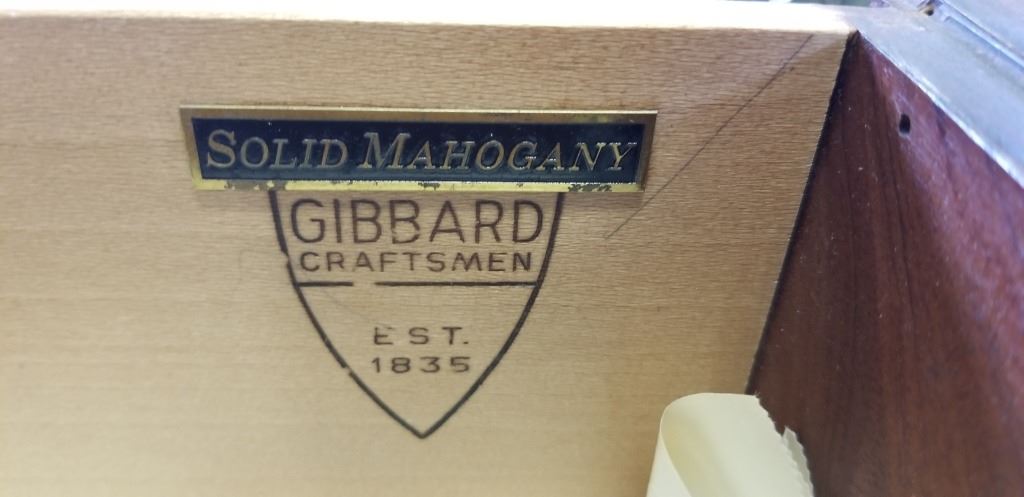 SOLID MAHOGANY
GIBBARD
CRAFTSMEN
EST.
1835